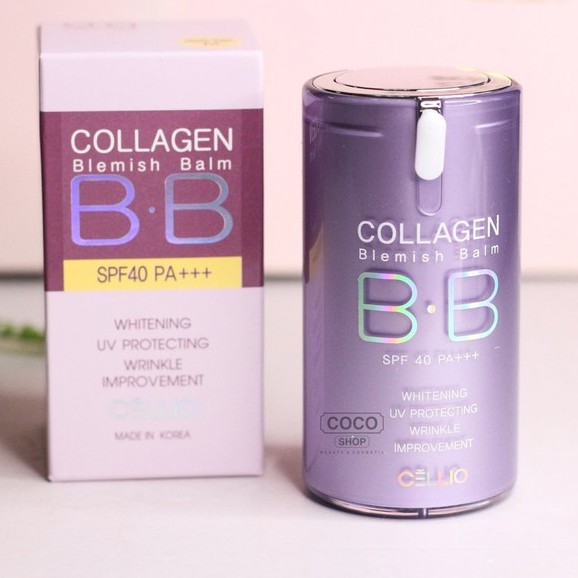 COLLAGEN
Blemish Balm
B·B
SPF40 PA+++
WHITENING
UV PROTECTING
WRINKLE
IMPROVEMENT
CELLIO
MADE IN KOREA
COLLAGEN
Blemish Balm
B·B
SPF 40 PA+++
WHITENING
UV PROTECTING
WRINKLE
IMPROVEMENT
CELLIO
COCO
SHOP